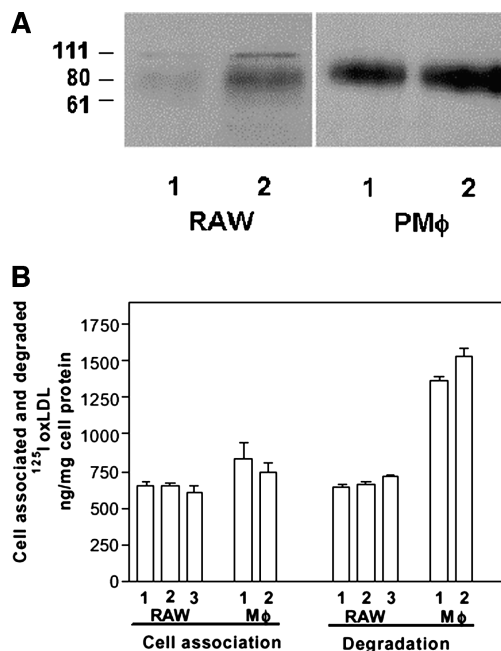 A
111
80
61
1 2 1 2
RAW PMϕ
B
Cell associated and degraded
125I oxLDL
ng/mg cell protein
1750
1500
1250
1000
750
500
250
0
1 2 3 1 2 1 2 3 1 2
RAW Mϕ RAW Mϕ
Cell association Degradation